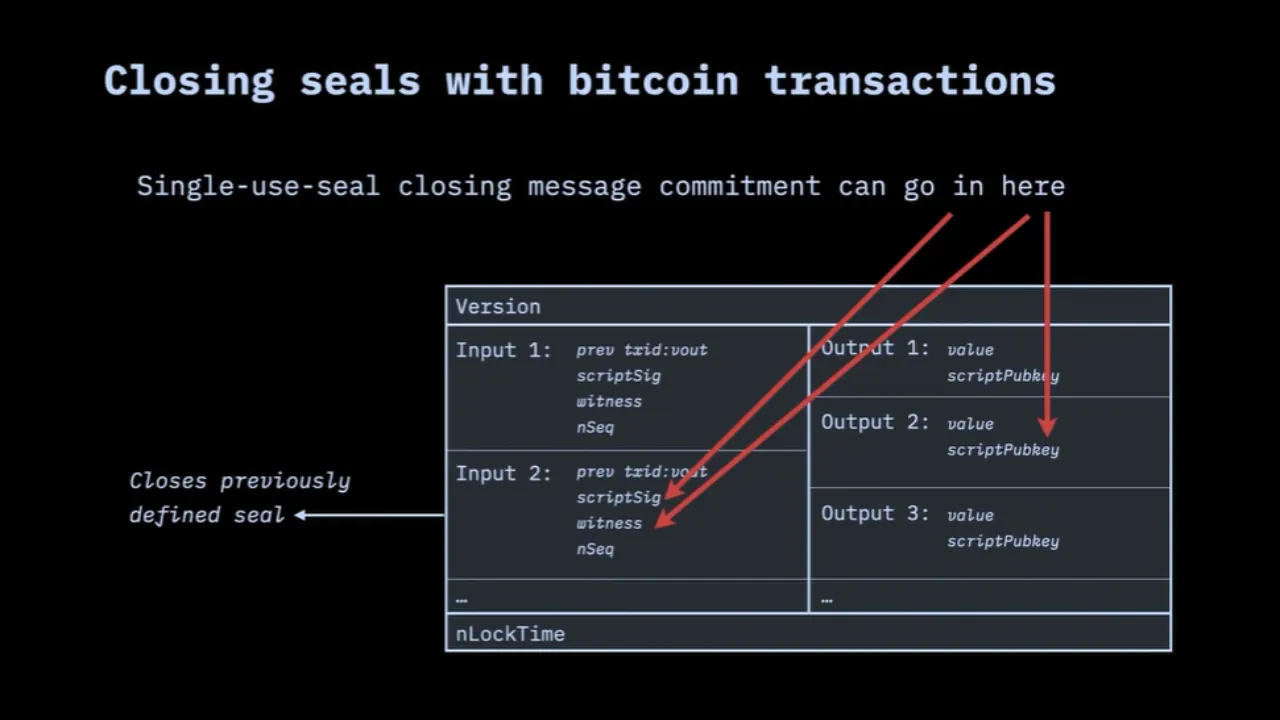 Closing seals with bitcoin transactions
Single-use-seal closing message commitment can go in here
Version
Input 1: prev txid:vout
scriptSig
witness
nSeq
Input 2: prev txid:vout
scriptSig
witness
nSeq
…
Output 1: value
scriptPubkey
Output 2: value
scriptPubkey
Output 3: value
scriptPubkey
…
nLockTime
Closes previously
defined seal